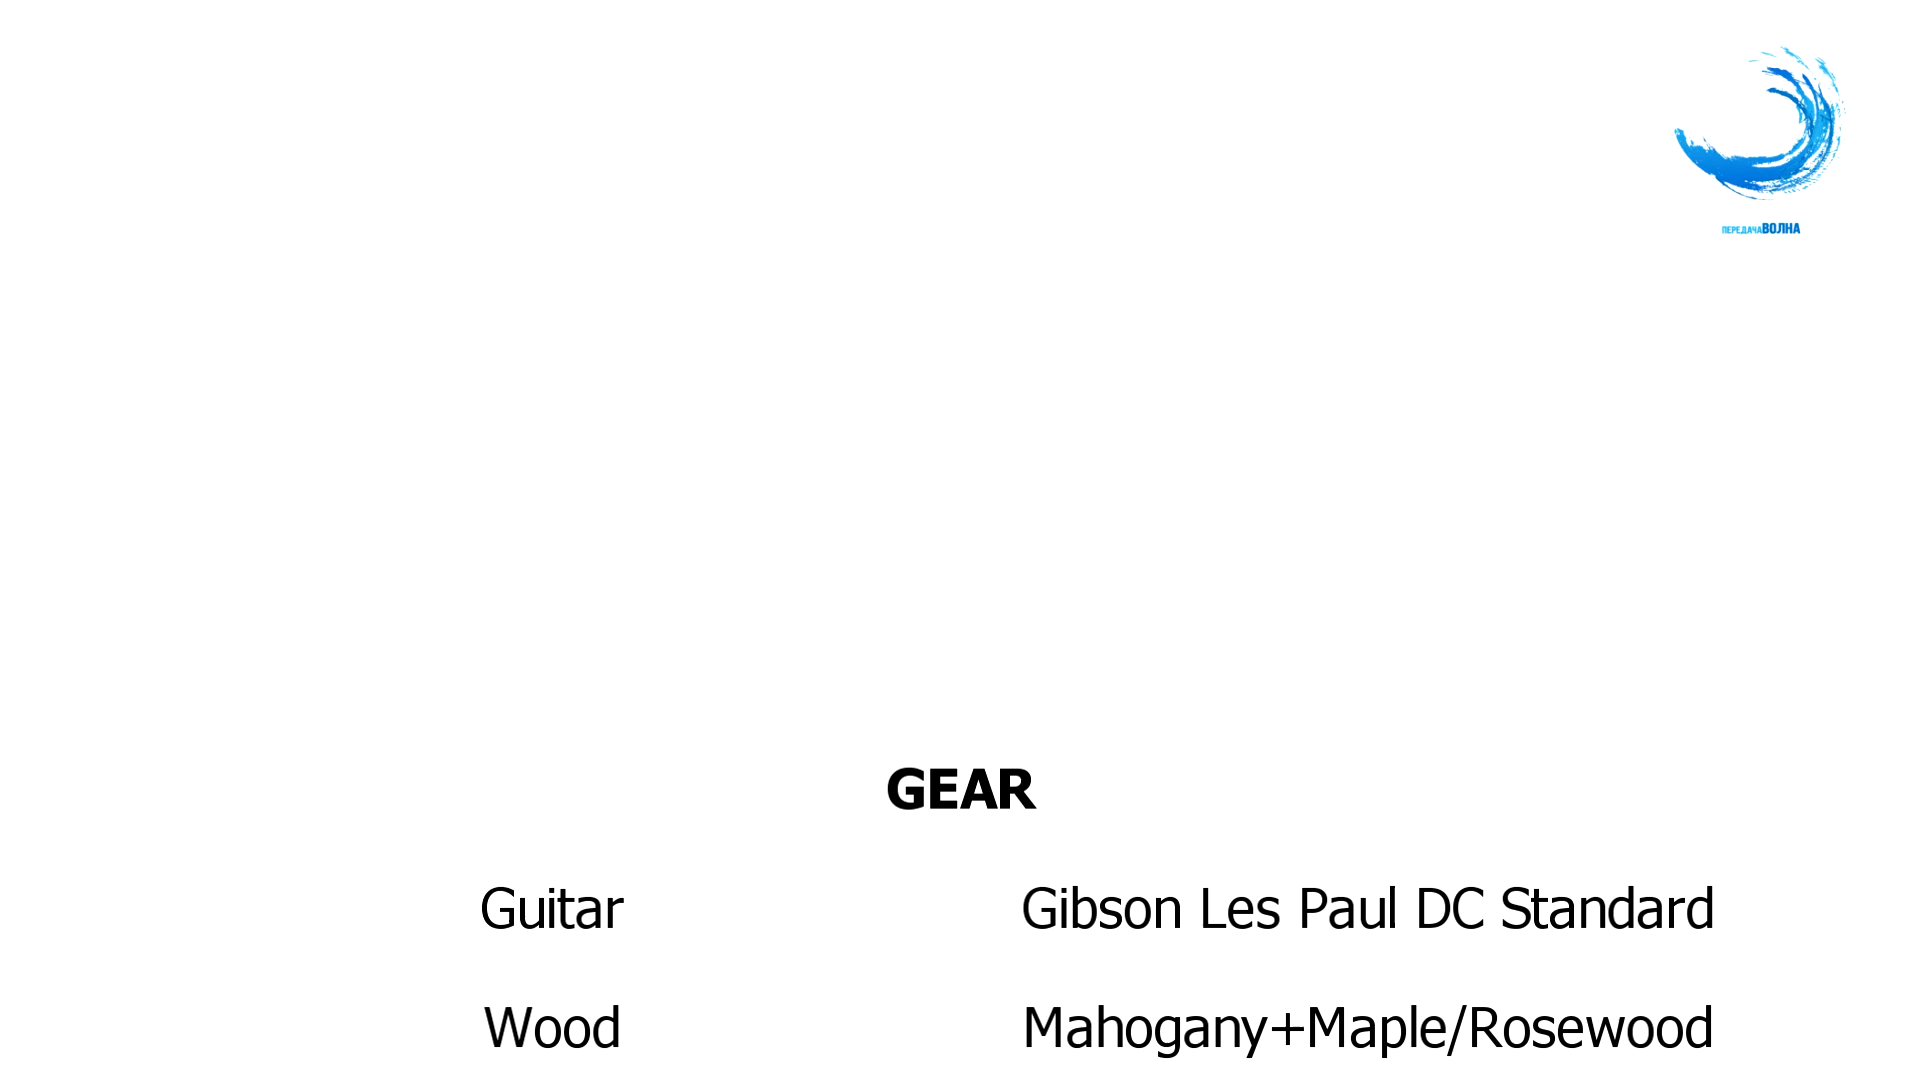 ПЕРЕДАЧАВОЛНА
GEAR
Guitar Gibson Les Paul DC Standard
Wood Mahogany+Maple/Rosewood